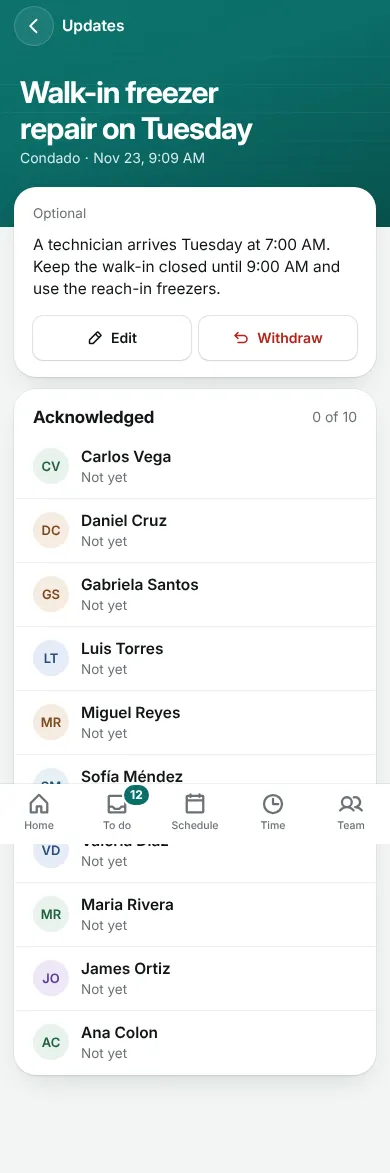 Updates
Walk-in freezer
repair on Tuesday
Condado · Nov 23, 9:09 AM
Optional
A technician arrives Tuesday at 7:00 AM.
Keep the walk-in closed until 9:00 AM and
use the reach-in freezers.
Edit
Withdraw
Acknowledged
0 of 10
CV
Carlos Vega
Not yet
DC
Daniel Cruz
Not yet
GS
Gabriela Santos
Not yet
LT
Luis Torres
Not yet
MR
Miguel Reyes
Not yet
Sofía Méndez
12
Home
To do
Schedule
Time
Team
VD
Not yet
MR
Maria Rivera
Not yet
JO
James Ortiz
Not yet
AC
Ana Colon
Not yet